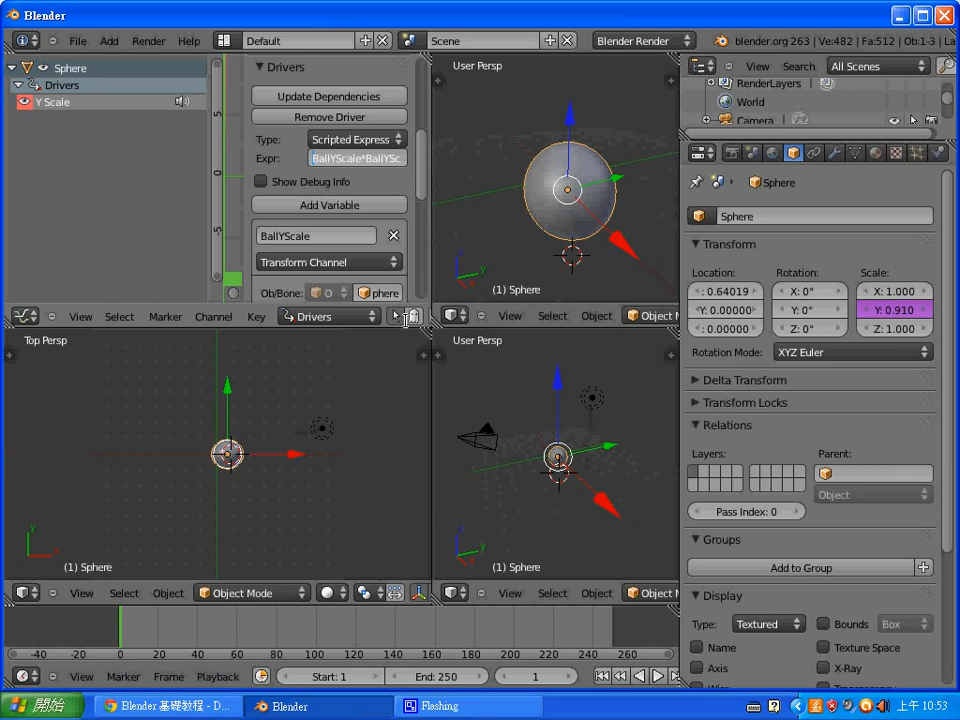 Blender
File Add Render Help Default Scene Blender Render blender.org 263 | Ve:482 | Fa:512 | Ob:1-3 | La
Sphere
Drivers
Y Scale
Drivers
Update Dependencies
Remove Driver
Type: Scripted Express
Expr: BallYScale*BallYSc
Show Debug Info
Add Variable
BallYScale
Transform Channel
Ob/Bone: O phere
View Select Marker Channel Key Drivers
User Persp
(1) Sphere
View Select Object Object M
Top Persp
(1) Sphere
View Select Object Object Mode
User Persp
(1) Sphere
View Select Object Object M
-40 -20 0 20 40 60 80 100 120 140 160 180 200 220 240 260
View Marker Frame Playback Start: 1 End: 250 1
View Search All Scenes
RenderLayers
World
Camera
Sphere
Sphere
Transform
Location: Rotation: Scale:
: 0.64019 X: 0° X: 1.000
Y: 0.00000 Y: 0° Y: 0.910
: 0.00000 Z: 0° Z: 1.000
Rotation Mode: XYZ Euler
Delta Transform
Transform Locks
Relations
Layers: Parent:
Object
Pass Index: 0
Groups
Add to Group
Display
Type: Textured Bounds Box
Name Texture Space
Axis X-Ray
開始 Blender 基礎教程 - D... Blender Flashing 上午 10:53